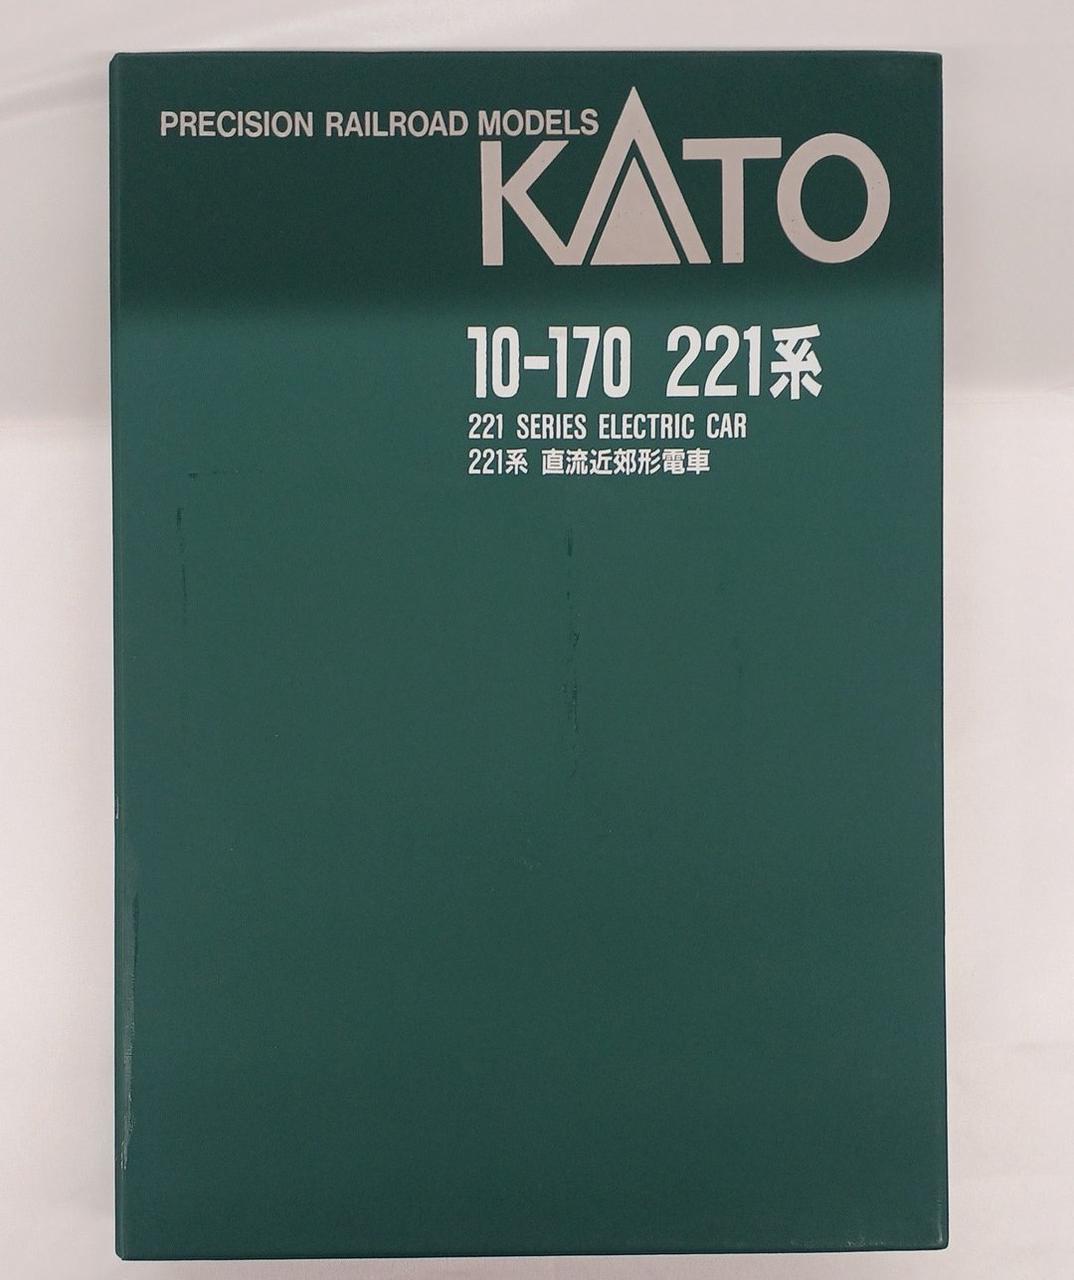 PRECISION RAILROAD MODELS
KATO
10-170 221系
221 SERIES ELECTRIC CAR
221系 直流近郊形電車